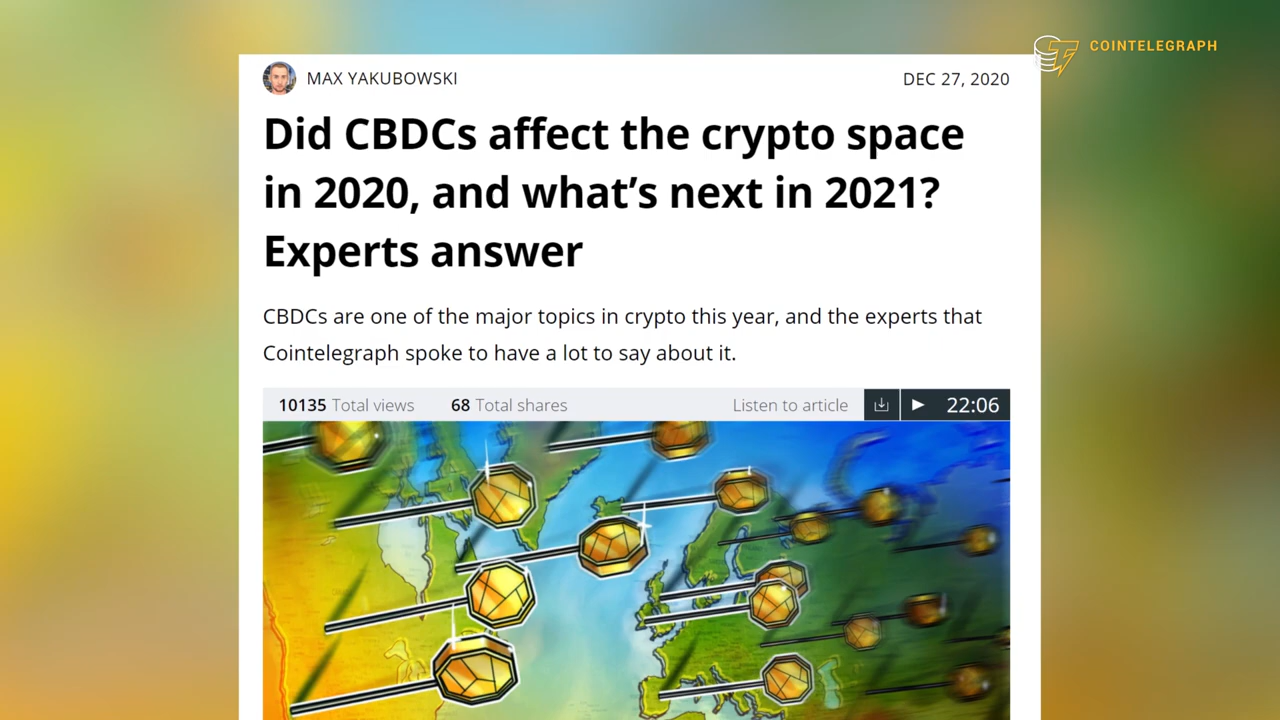 COINTELEGRAPH
MAX YAKUBOWSKI DEC 27, 2020
Did CBDCs affect the crypto space
in 2020, and what’s next in 2021?
Experts answer
CBDCs are one of the major topics in crypto this year, and the experts that
Cointelegraph spoke to have a lot to say about it.
10135 Total views 68 Total shares Listen to article 22:06